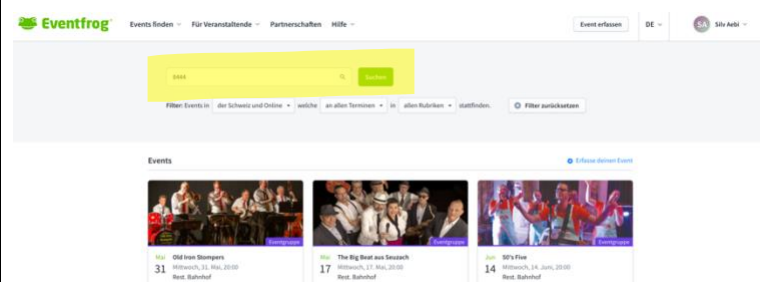 Eventfrog Events finden Für Veranstaltende Partnerschaften Hilfe Event erfassen DE SA Silv Aebi
8444 Suchen
Filter: Events in der Schweiz und Online welche an allen Terminen in allen Rubriken stattfinden. Filter zurücksetzen
Events Erfasse deinen Event
Eventgruppe Eventgruppe Eventgruppe
Mai Old Iron Stompers Mai The Big Beat aus Seuzach Jun 50's Five
31 Mittwoch, 31. Mai, 20:00 17 Mittwoch, 17. Mai, 20:00 14 Mittwoch, 14. Juni, 20:00
Rest. Bahnhof Rest. Bahnhof Rest. Bahnhof